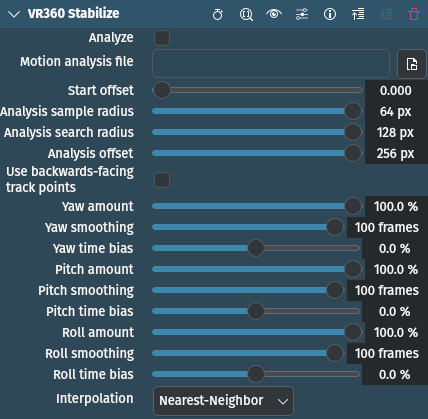 VR360 Stabilize
Analyze
Motion analysis file
Start offset 0.000
Analysis sample radius 64 px
Analysis search radius 128 px
Analysis offset 256 px
Use backwards-facing
track points
Yaw amount 100.0 %
Yaw smoothing 100 frames
Yaw time bias 0.0 %
Pitch amount 100.0 %
Pitch smoothing 100 frames
Pitch time bias 0.0 %
Roll amount 100.0 %
Roll smoothing 100 frames
Roll time bias 0.0 %
Interpolation Nearest-Neighbor